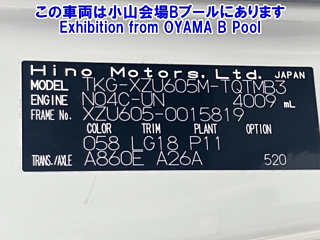 この車両は小山会場Bプールにあります
Exhibition from OYAMA B Pool
Hino Motors, Ltd. JAPAN
MODEL TKG-XZU605M-TQTMB3
ENGINE N04C-UN 4009 mL
FRAME No. XZU605-0015819
COLOR TRIM PLANT OPTION
058 LG18 P11
TRANS./AXLE A860E A26A 520